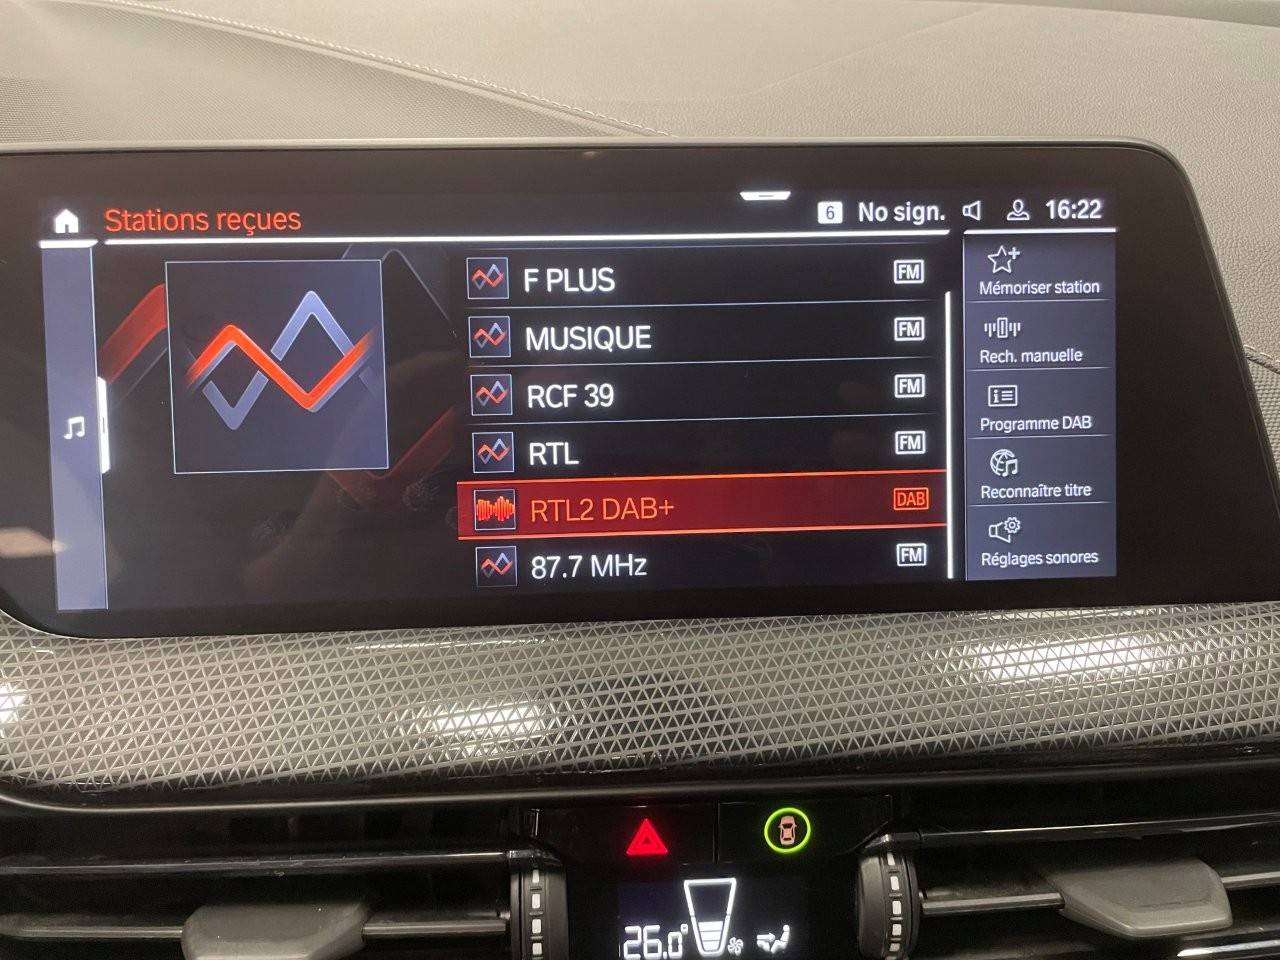 Stations reçues
6 No sign. 16:22
F PLUS FM
MUSIQUE FM
RCF 39 FM
RTL FM
RTL2 DAB+ DAB
87.7 MHz FM
Mémoriser station
Rech. manuelle
Programme DAB
Reconnaître titre
Réglages sonores
26.0°